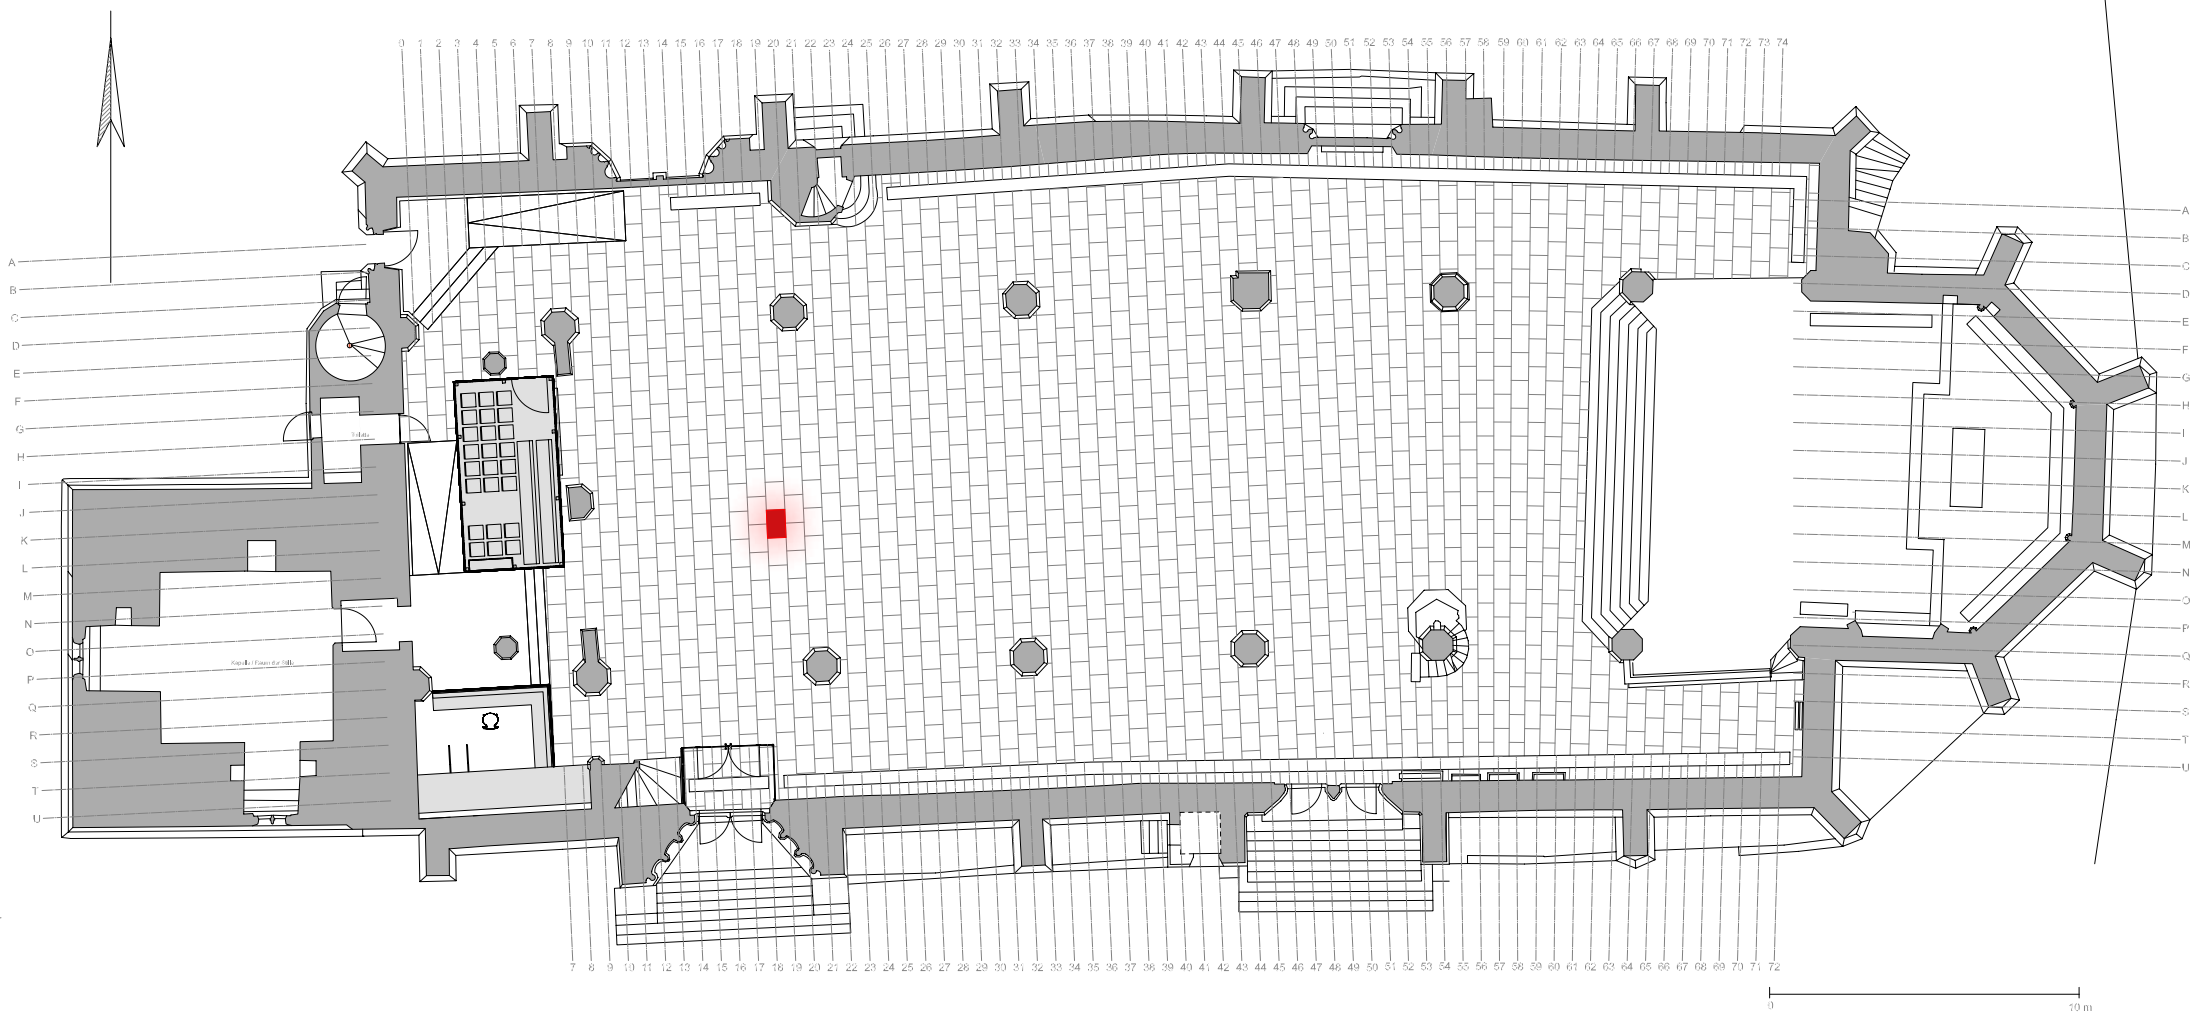 0 1 2 3 4 5 6 7 8 9 10 11 12 13 14 15 16 17 18 19 20 21 22 23 24 25 26 27 28 29 30 31 32 33 34 35 36 37 38 39 40 41 42 43 44 45 46 47 48 49 50 51 52 53 54 55 56 57 58 59 60 61 62 63 64 65 66 67 68 69 70 71 72 73 74
A
B
C
D
E
F
G
H
I
J
K
L
M
N
O
P
Q
R
S
T
U
A
B
C
D
E
F
G
H
I
J
K
L
M
N
O
P
Q
R
S
T
U
7 8 9 10 11 12 13 14 15 16 17 18 19 20 21 22 23 24 25 26 27 28 29 30 31 32 33 34 35 36 37 38 39 40 41 42 43 44 45 46 47 48 49 50 51 52 53 54 55 56 57 58 59 60 61 62 63 64 65 66 67 68 69 70 71 72
0 10 m